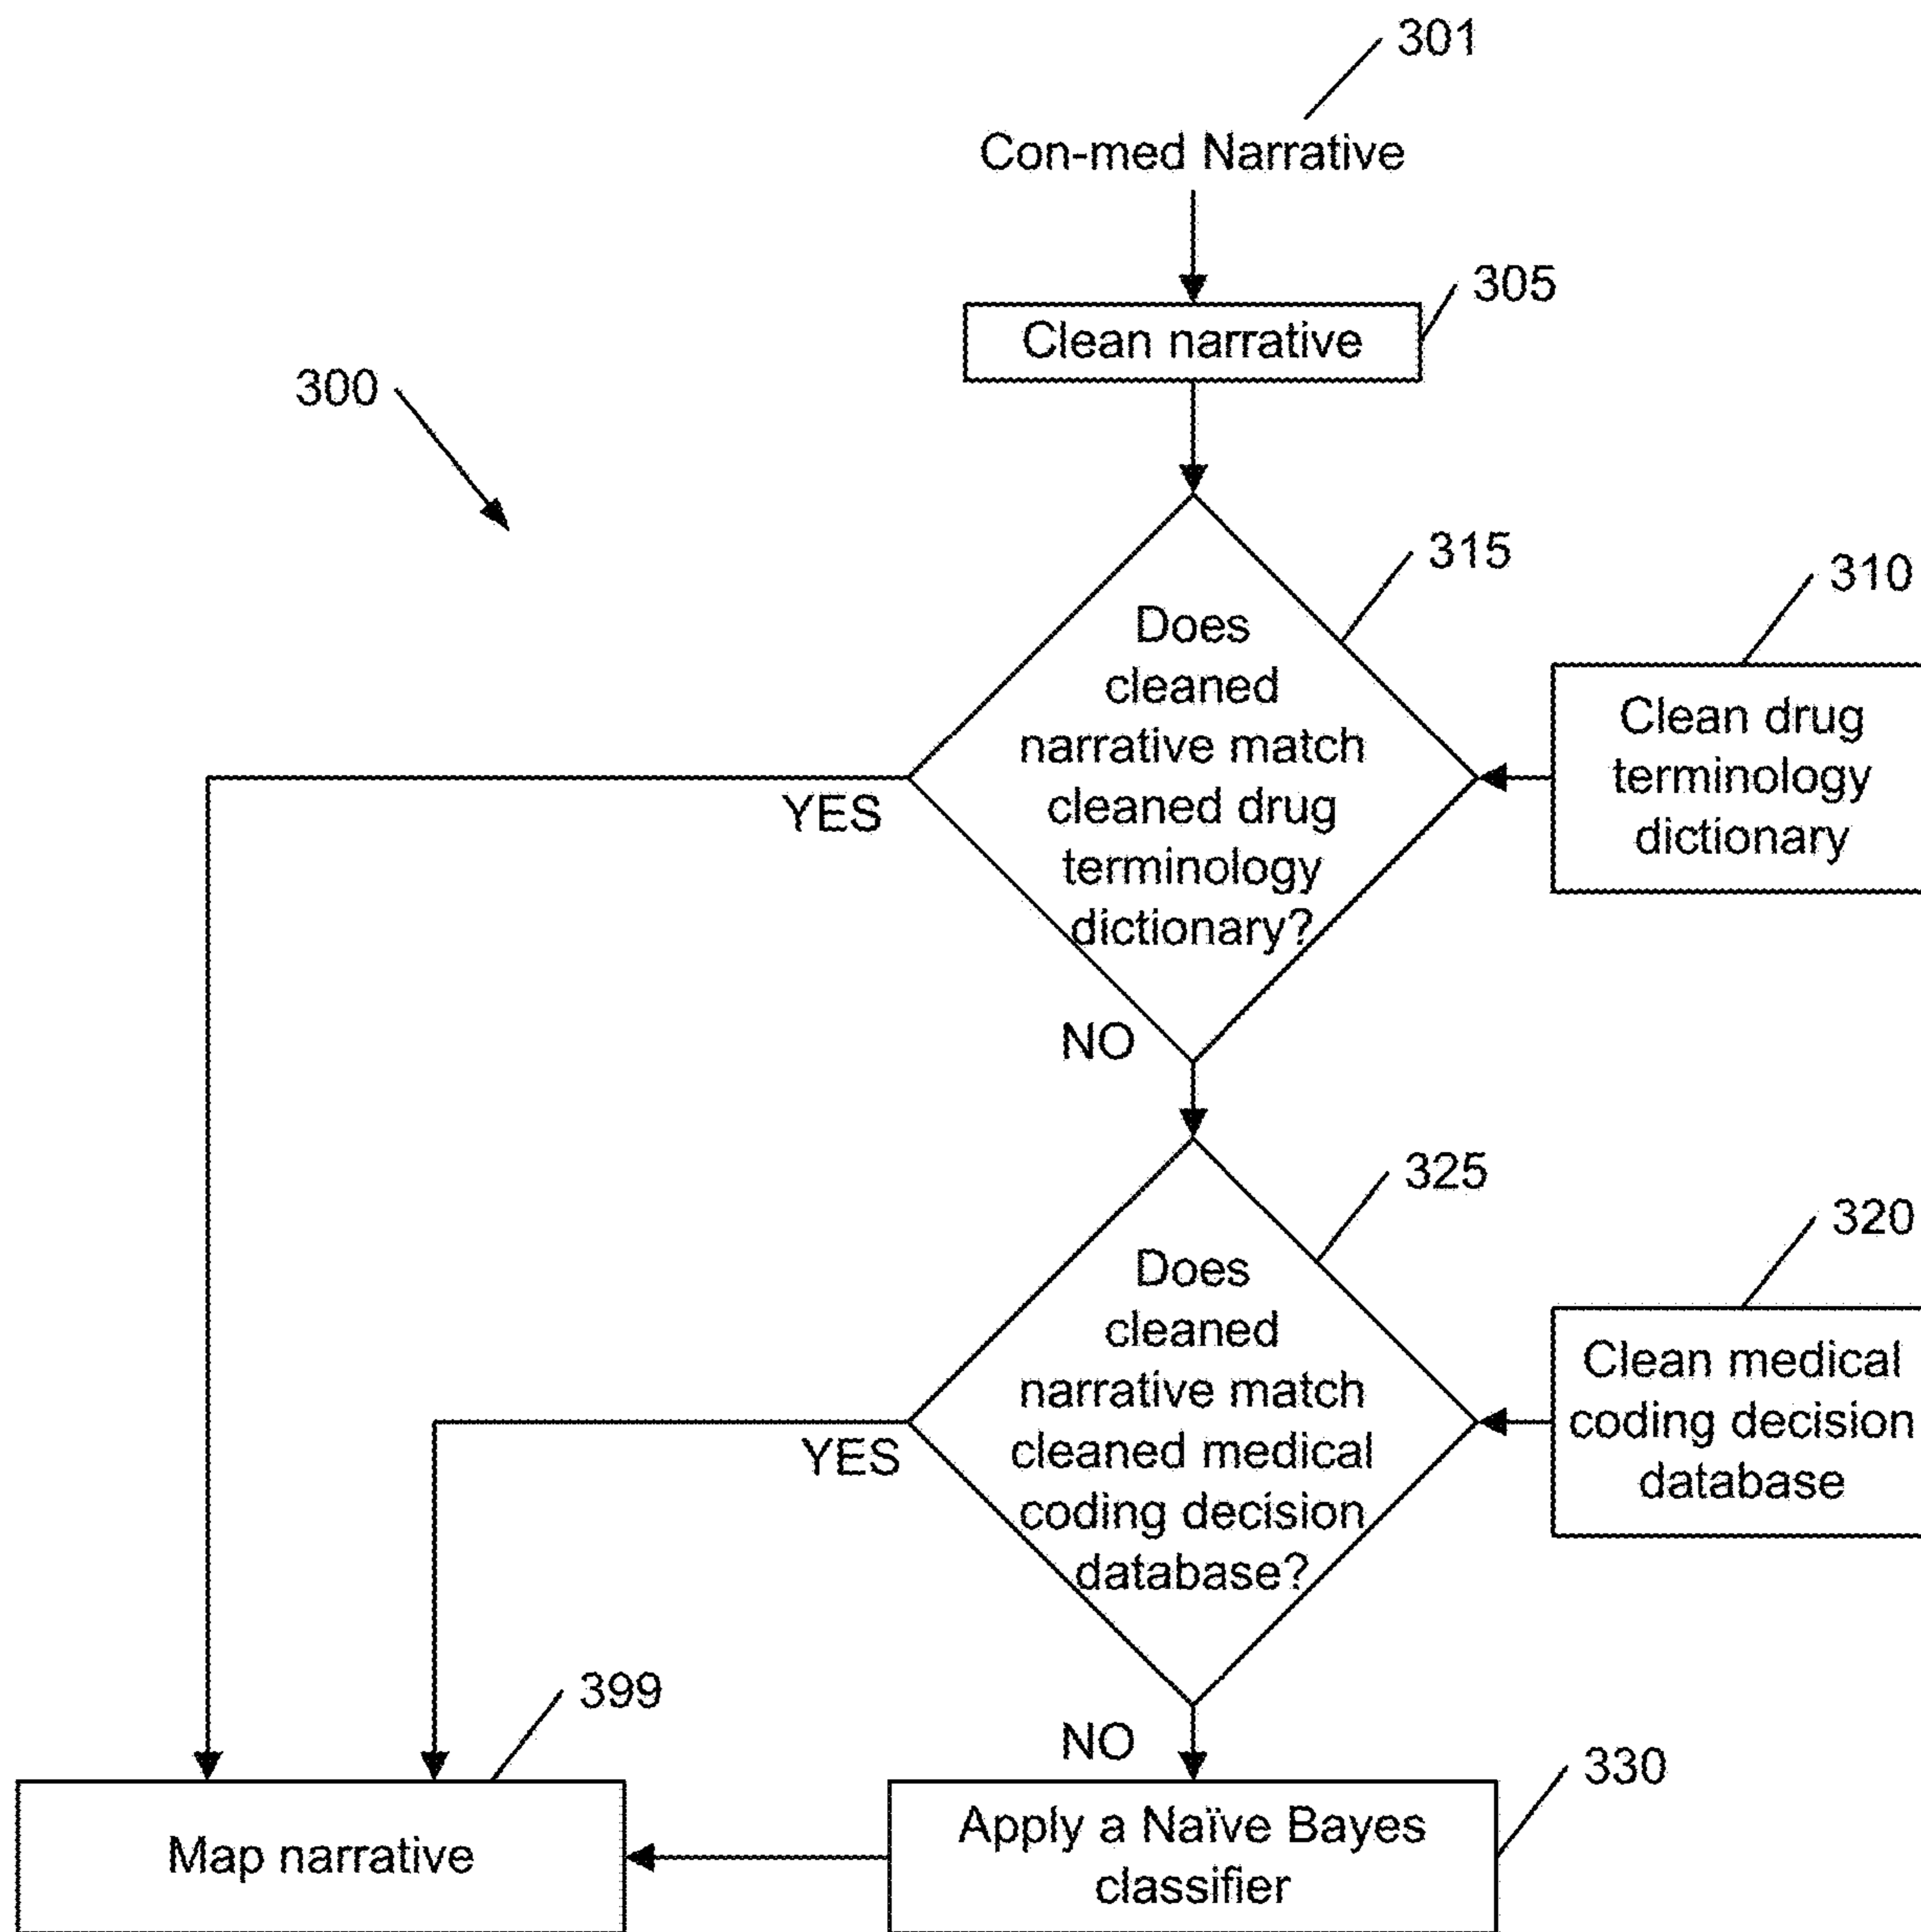 301
Con-med Narrative
305
Clean narrative
300
315
310
Does
cleaned
narrative match
cleaned drug
terminology
dictionary?
Clean drug
terminology
dictionary
YES
NO
325
320
Does
cleaned
narrative match
cleaned medical
coding decision
database?
Clean medical
coding decision
database
YES
399
NO
330
Map narrative
Apply a Naïve Bayes
classifier